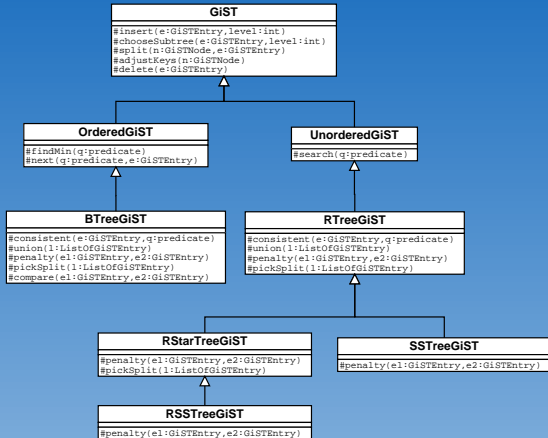 GiST
#insert(e:GiSTEntry,level:int)
#chooseSubtree(e:GiSTEntry,level:int)
#split(n:GiSTNode,e:GiSTEntry)
#adjustKeys(n:GiSTNode)
#delete(e:GiSTEntry)
OrderedGiST
#findMin(q:predicate)
#next(q:predicate,e:GiSTEntry)
UnorderedGiST
#search(q:predicate)
BTreeGiST
#consistent(e:GiSTEntry,q:predicate)
#union(l:ListOfGiSTEntry)
#penalty(e1:GiSTEntry,e2:GiSTEntry)
#pickSplit(l:ListOfGiSTEntry)
#compare(e1:GiSTEntry,e2:GiSTEntry)
RTreeGiST
#consistent(e:GiSTEntry,q:predicate)
#union(l:ListOfGiSTEntry)
#penalty(e1:GiSTEntry,e2:GiSTEntry)
#pickSplit(l:ListOfGiSTEntry)
RStarTreeGiST
#penalty(e1:GiSTEntry,e2:GiSTEntry)
#pickSplit(l:ListOfGiSTEntry)
SSTreeGiST
#penalty(e1:GiSTEntry,e2:GiSTEntry)
RSSTreeGiST
#penalty(e1:GiSTEntry,e2:GiSTEntry)